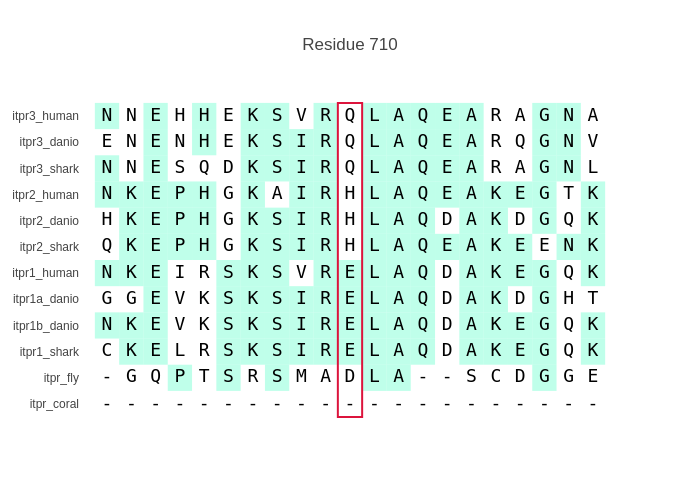 Residue 710
itpr3_human N N E H H E K S V R Q L A Q E A R A G N A
itpr3_danio E N E N H E K S I R Q L A Q E A R Q G N V
itpr3_shark N N E S Q D K S I R Q L A Q E A R A G N L
itpr2_human N K E P H G K A I R H L A Q E A K E G T K
itpr2_danio H K E P H G K S I R H L A Q D A K D G Q K
itpr2_shark Q K E P H G K S I R H L A Q E A K E E N K
itpr1_human N K E I R S K S V R E L A Q D A K E G Q K
itpr1a_danio G G E V K S K S I R E L A Q D A K D G H T
itpr1b_danio N K E V K S K S I R E L A Q D A K E G Q K
itpr1_shark C K E L R S K S I R E L A Q D A K E G Q K
itpr_fly - G Q P T S R S M A D L A - - S C D G G E
itpr_coral - - - - - - - - - - - - - - - - - - - - -